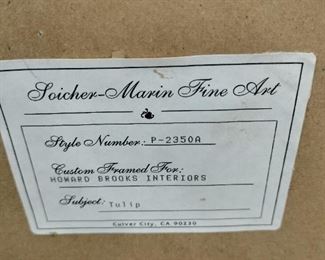 Soicher-Marin Fine Art
Style Number: P-2350A
Custom Framed For:
HOWARD BROOKS INTERIORS
Subject: Tulip
Culver City, CA 90230